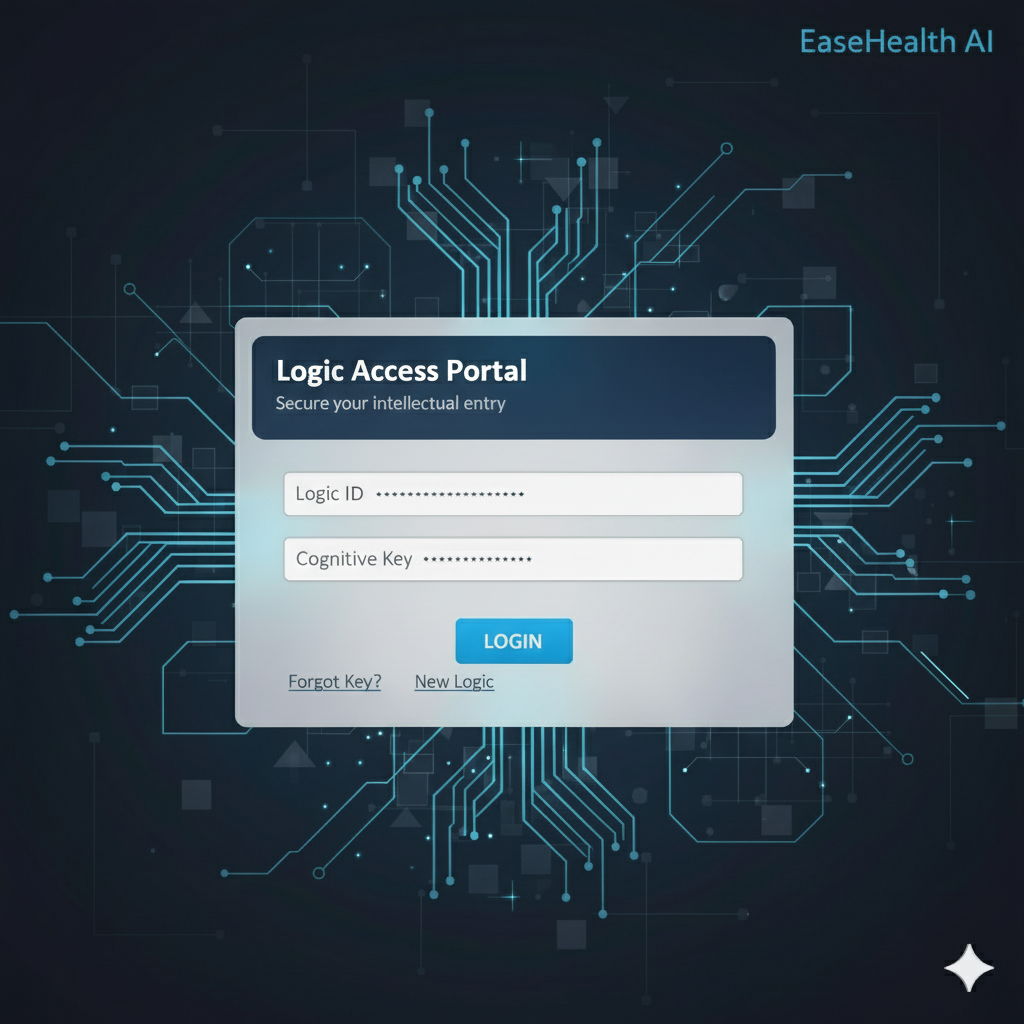 EaseHealth AI
Logic Access Portal
Secure your intellectual entry
Logic ID •••••••••••••••••••
Cognitive Key ••••••••••••••
LOGIN
Forgot Key? New Logic